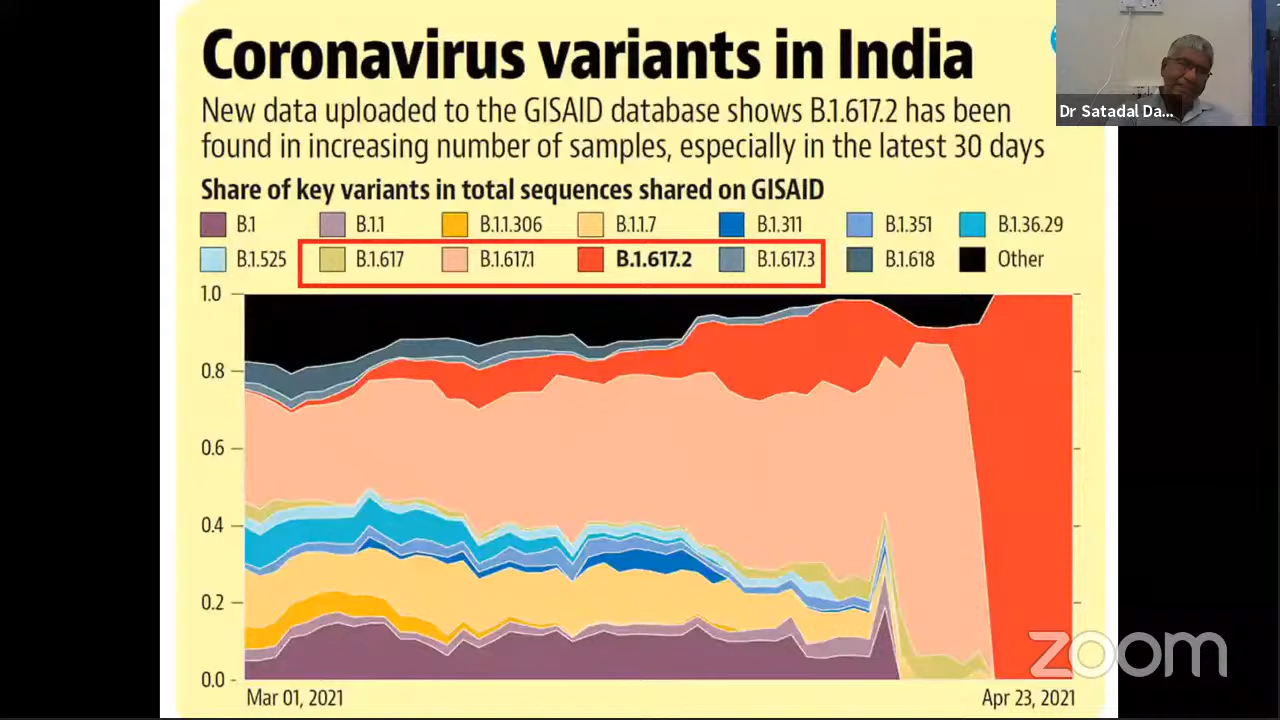 Coronavirus variants in India
New data uploaded to the GISAID database shows B.1.617.2 has been
found in increasing number of samples, especially in the latest 30 days
Share of key variants in total sequences shared on GISAID
B.1 B.1.1 B.1.1.306 B.1.1.7 B.1.311 B.1.351 B.1.36.29
B.1.525 B.1.617 B.1.617.1 B.1.617.2 B.1.617.3 B.1.618 Other
1.0
0.8
0.6
0.4
0.2
0.0
Mar 01, 2021 Apr 23, 2021
Dr Satadal Da...
zoom